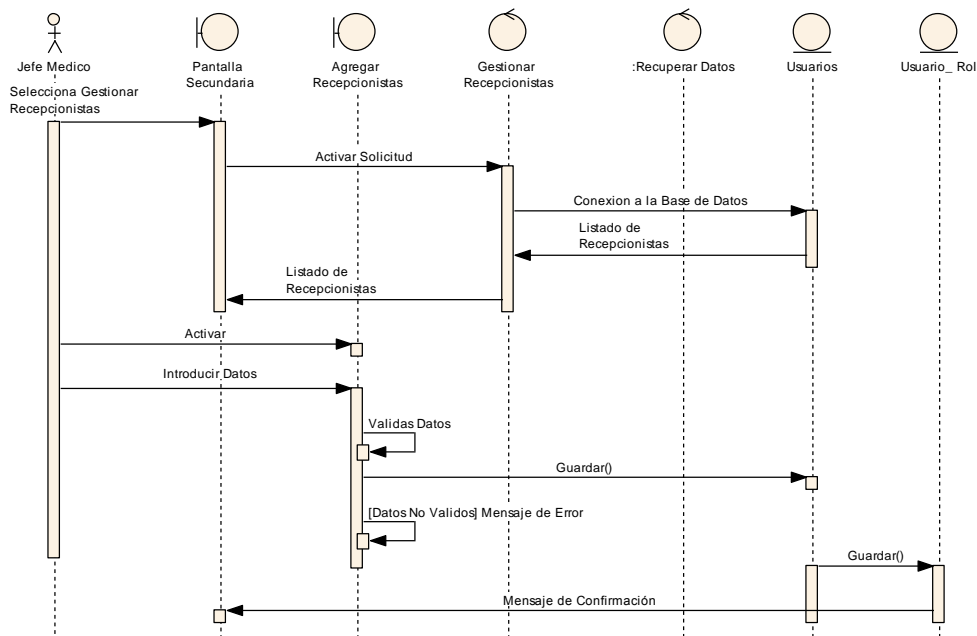 Jefe Medico
Pantalla
Secundaria
Agregar
Recepcionistas
Gestionar
Recepcionistas
:Recuperar Datos
Usuarios
Usuario_ Rol
Selecciona Gestionar
Recepcionistas
Activar Solicitud
Conexion a la Base de Datos
Listado de
Recepcionistas
Listado de
Recepcionistas
Activar
Introducir Datos
Validas Datos
Guardar()
[Datos No Validos] Mensaje de Error
Guardar()
Mensaje de Confirmación